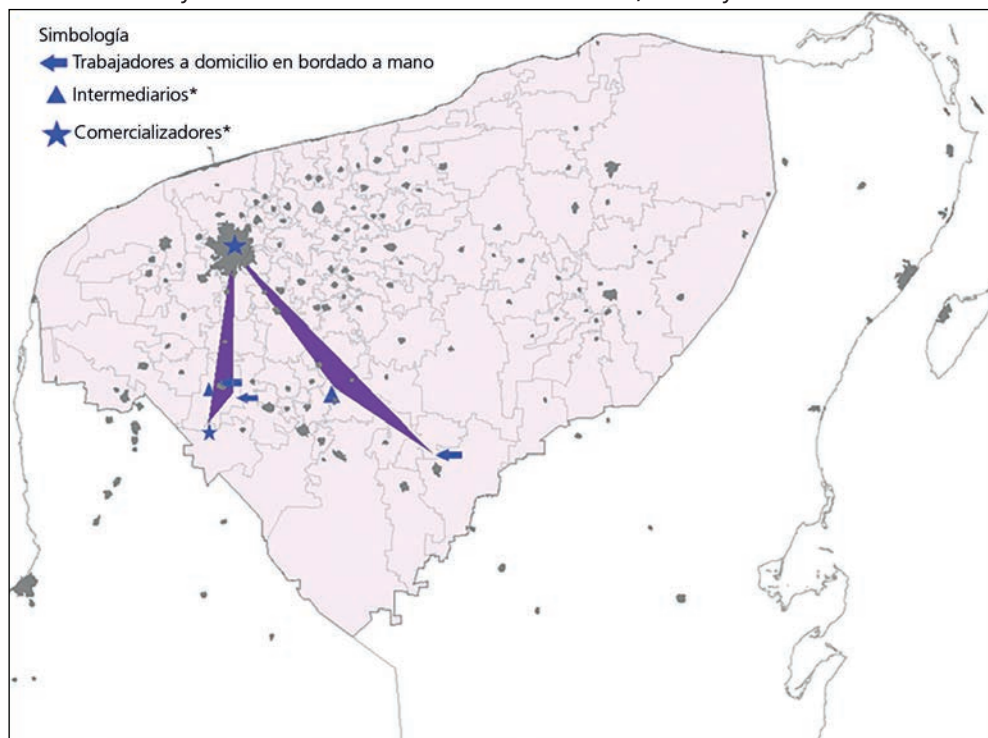 Simbología
Trabajadores a domicilio en bordado a mano
Intermediarios*
Comercializadores*